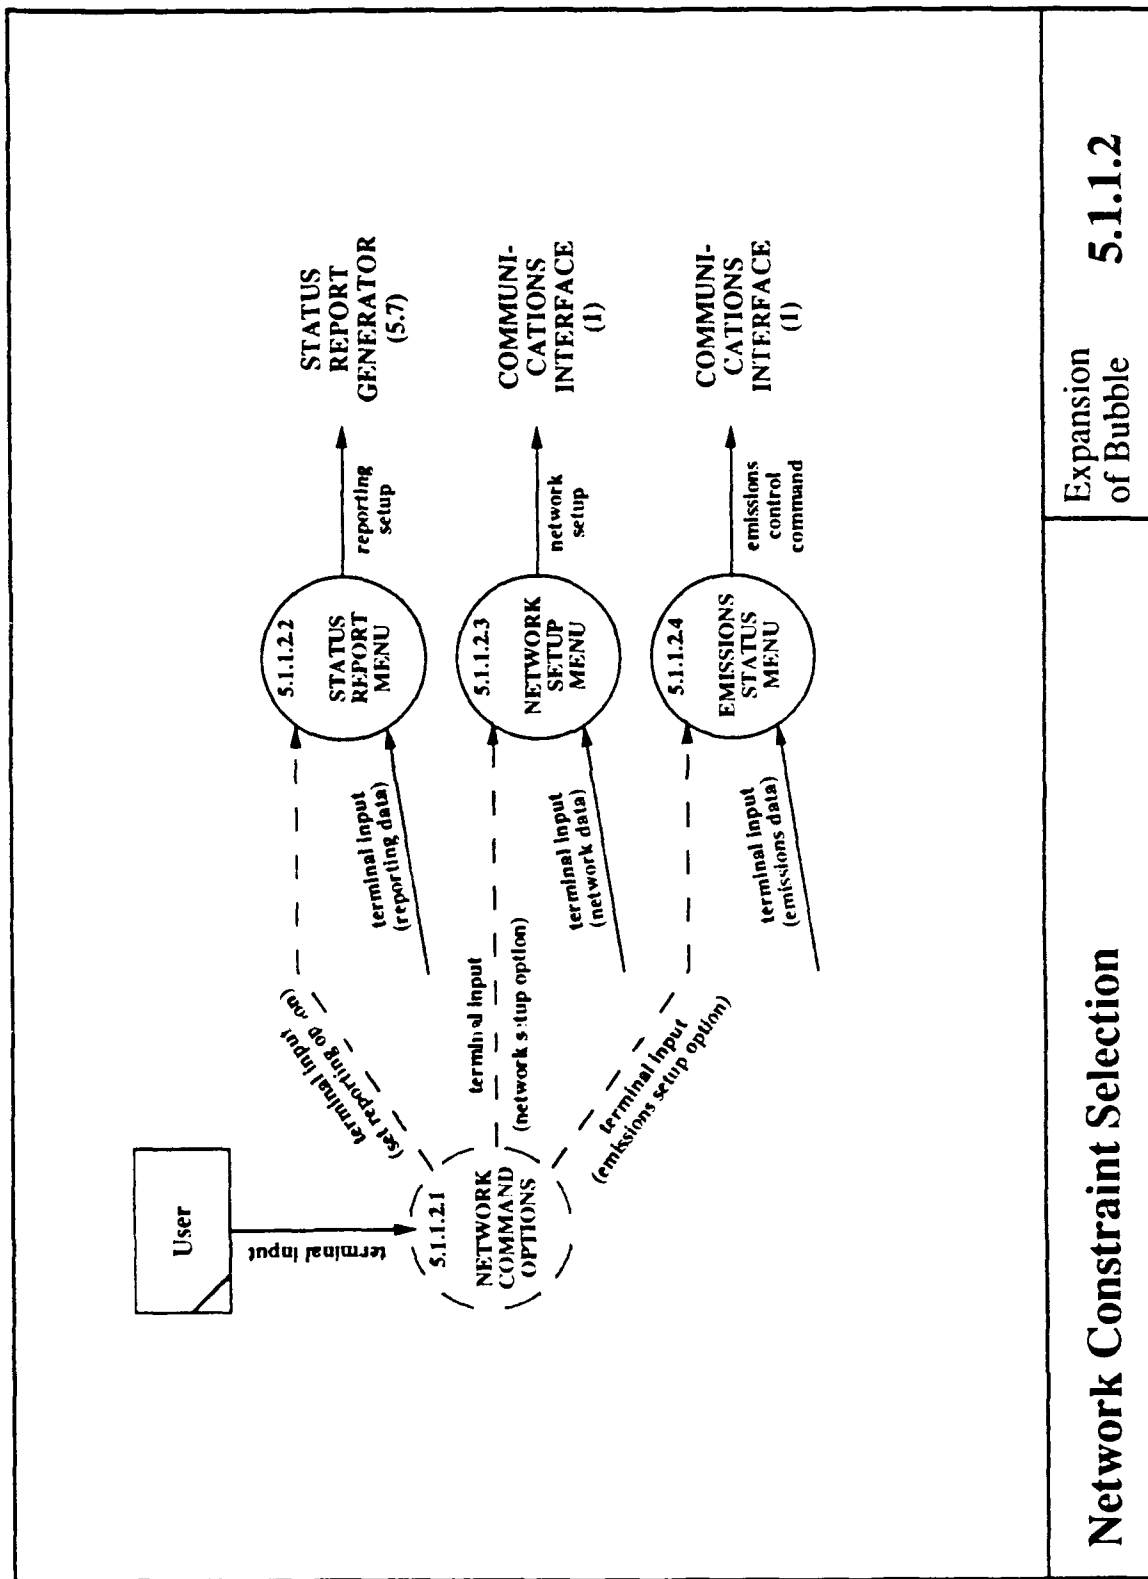 User
terminal input
5.1.1.2.1
NETWORK
COMMAND
OPTIONS
terminal input
(set reporting
terminal input
(network setup option)
terminal input
(emissions setup option)
terminal input
(reporting data)
terminal input
(network data)
terminal input
(emissions data)
5.1.1.2.2
STATUS
REPORT
MENU
5.1.1.2.3
NETWORK
SETUP
MENU
5.1.1.2.4
EMISSIONS
STATUS
MENU
reporting
setup
network
setup
emissions
control
command
STATUS
REPORT
GENERATOR
(5.7)
COMMUNI-
CATIONS
INTERFACE
(1)
COMMUNI-
CATIONS
INTERFACE
(1)
Network Constraint Selection
Expansion
of Bubble
5.1.1.2